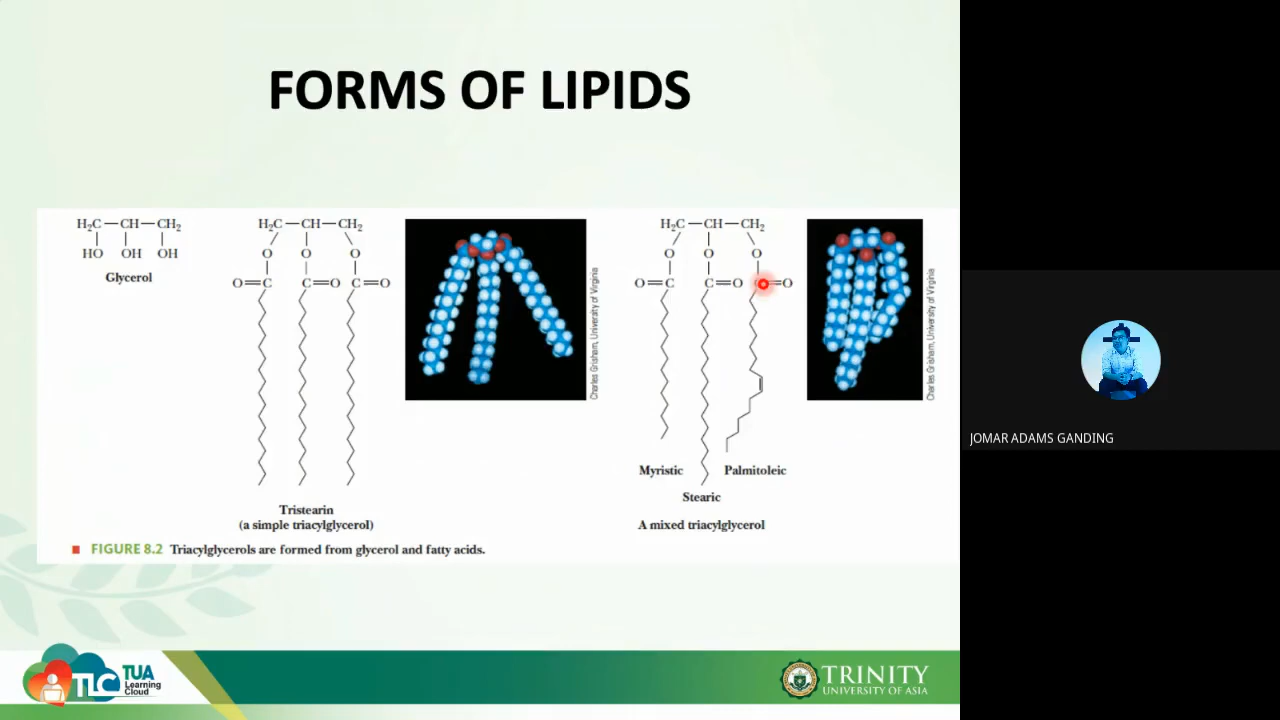 FORMS OF LIPIDS
H₂C — CH — CH₂
HO OH OH
Glycerol
H₂C — CH — CH₂
O O O
O=C C=O C=O
Tristearin
(a simple triacylglycerol)
Charles Grisham, University of Virginia
H₂C — CH — CH₂
O O O
O=C C=O =O
Myristic
Palmitoleic
Stearic
A mixed triacylglycerol
Charles Grisham, University of Virginia
FIGURE 8.2 Triacylglycerols are formed from glycerol and fatty acids.
JOMAR ADAMS GANDING
TLC
TUA
Learning
Cloud
TRINITY
UNIVERSITY OF ASIA